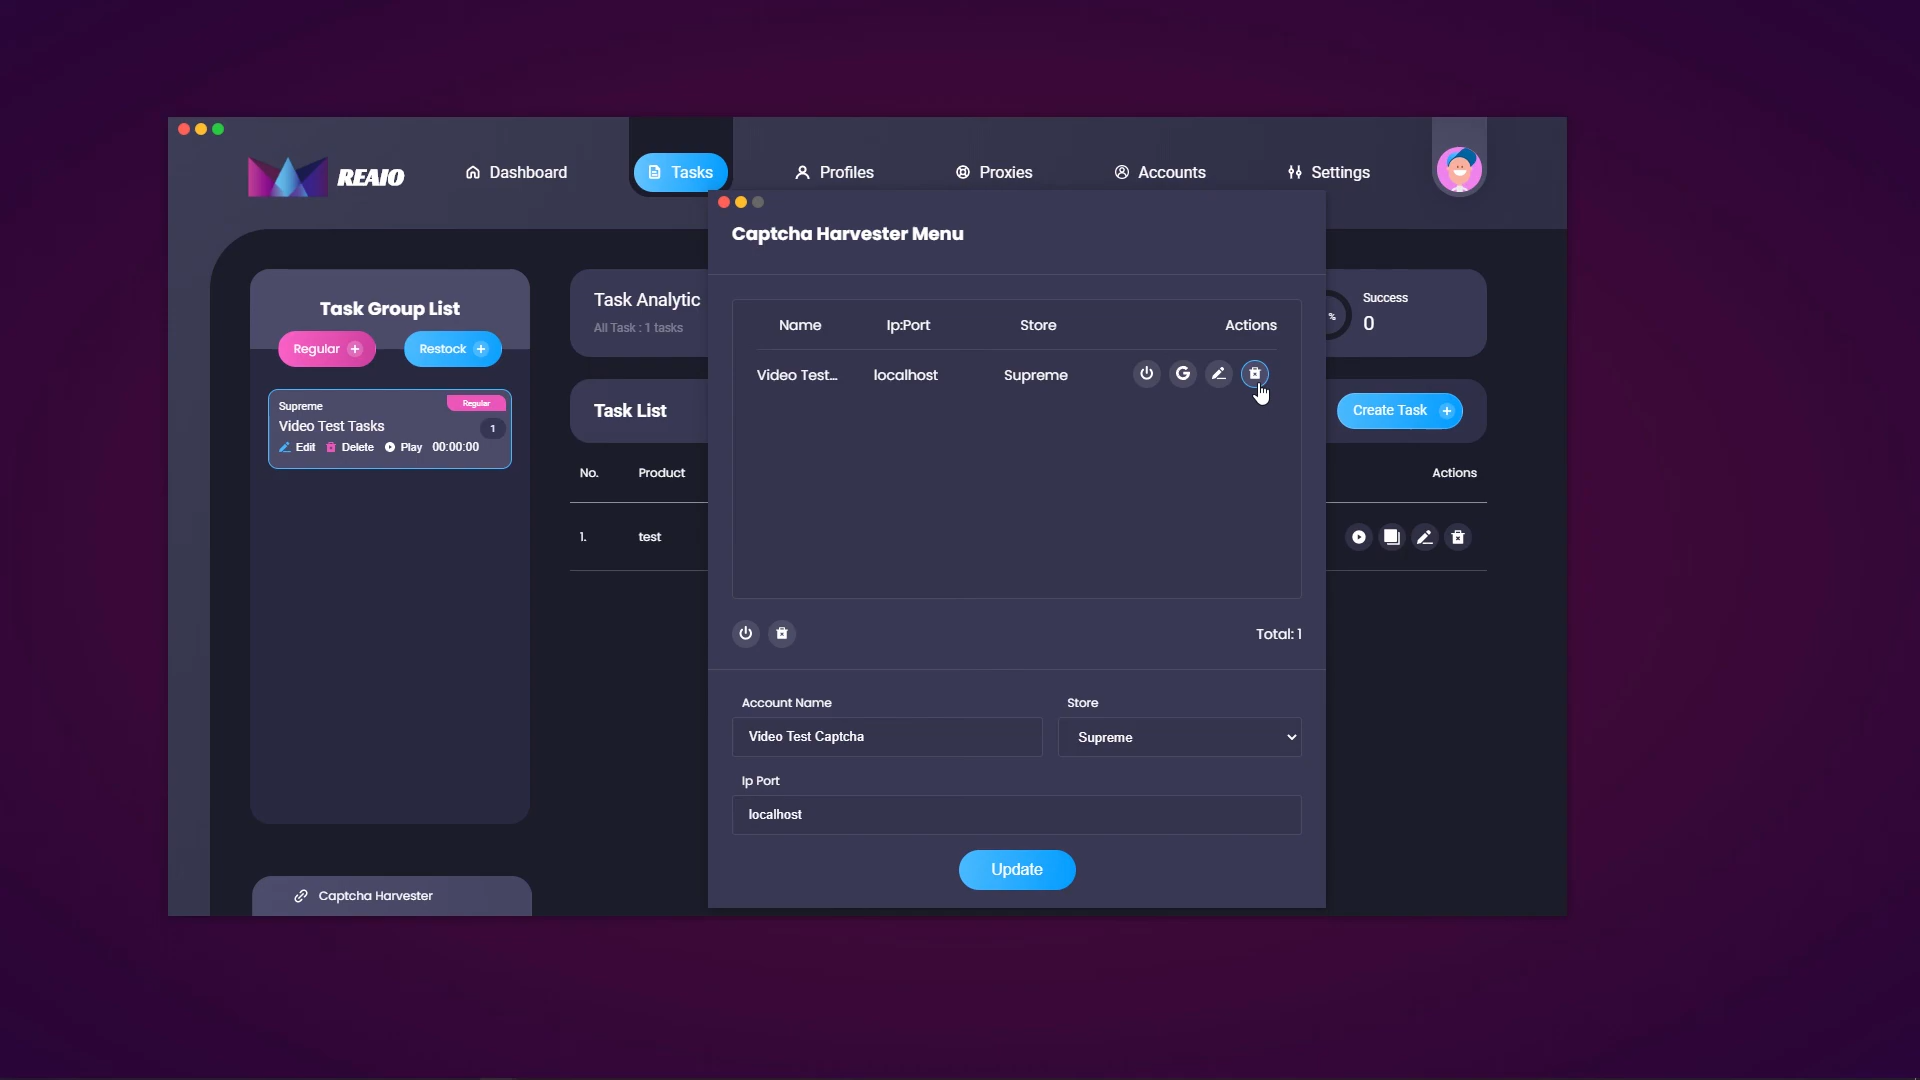 REAIO
Dashboard
Tasks
Profiles
Proxies
Accounts
Settings
Captcha Harvester Menu
Task Group List
Regular +
Restock +
Supreme
Regular
Video Test Tasks
1
Edit
Delete
Play
00:00:00
Captcha Harvester
Task Analytic
All Task : 1 tasks
%
Success
0
Task List
Create Task +
No.
Product
Actions
1.
test
Name
Ip:Port
Store
Actions
Video Test...
localhost
Supreme
Total: 1
Account Name
Store
Video Test Captcha
Supreme
Ip Port
localhost
Update